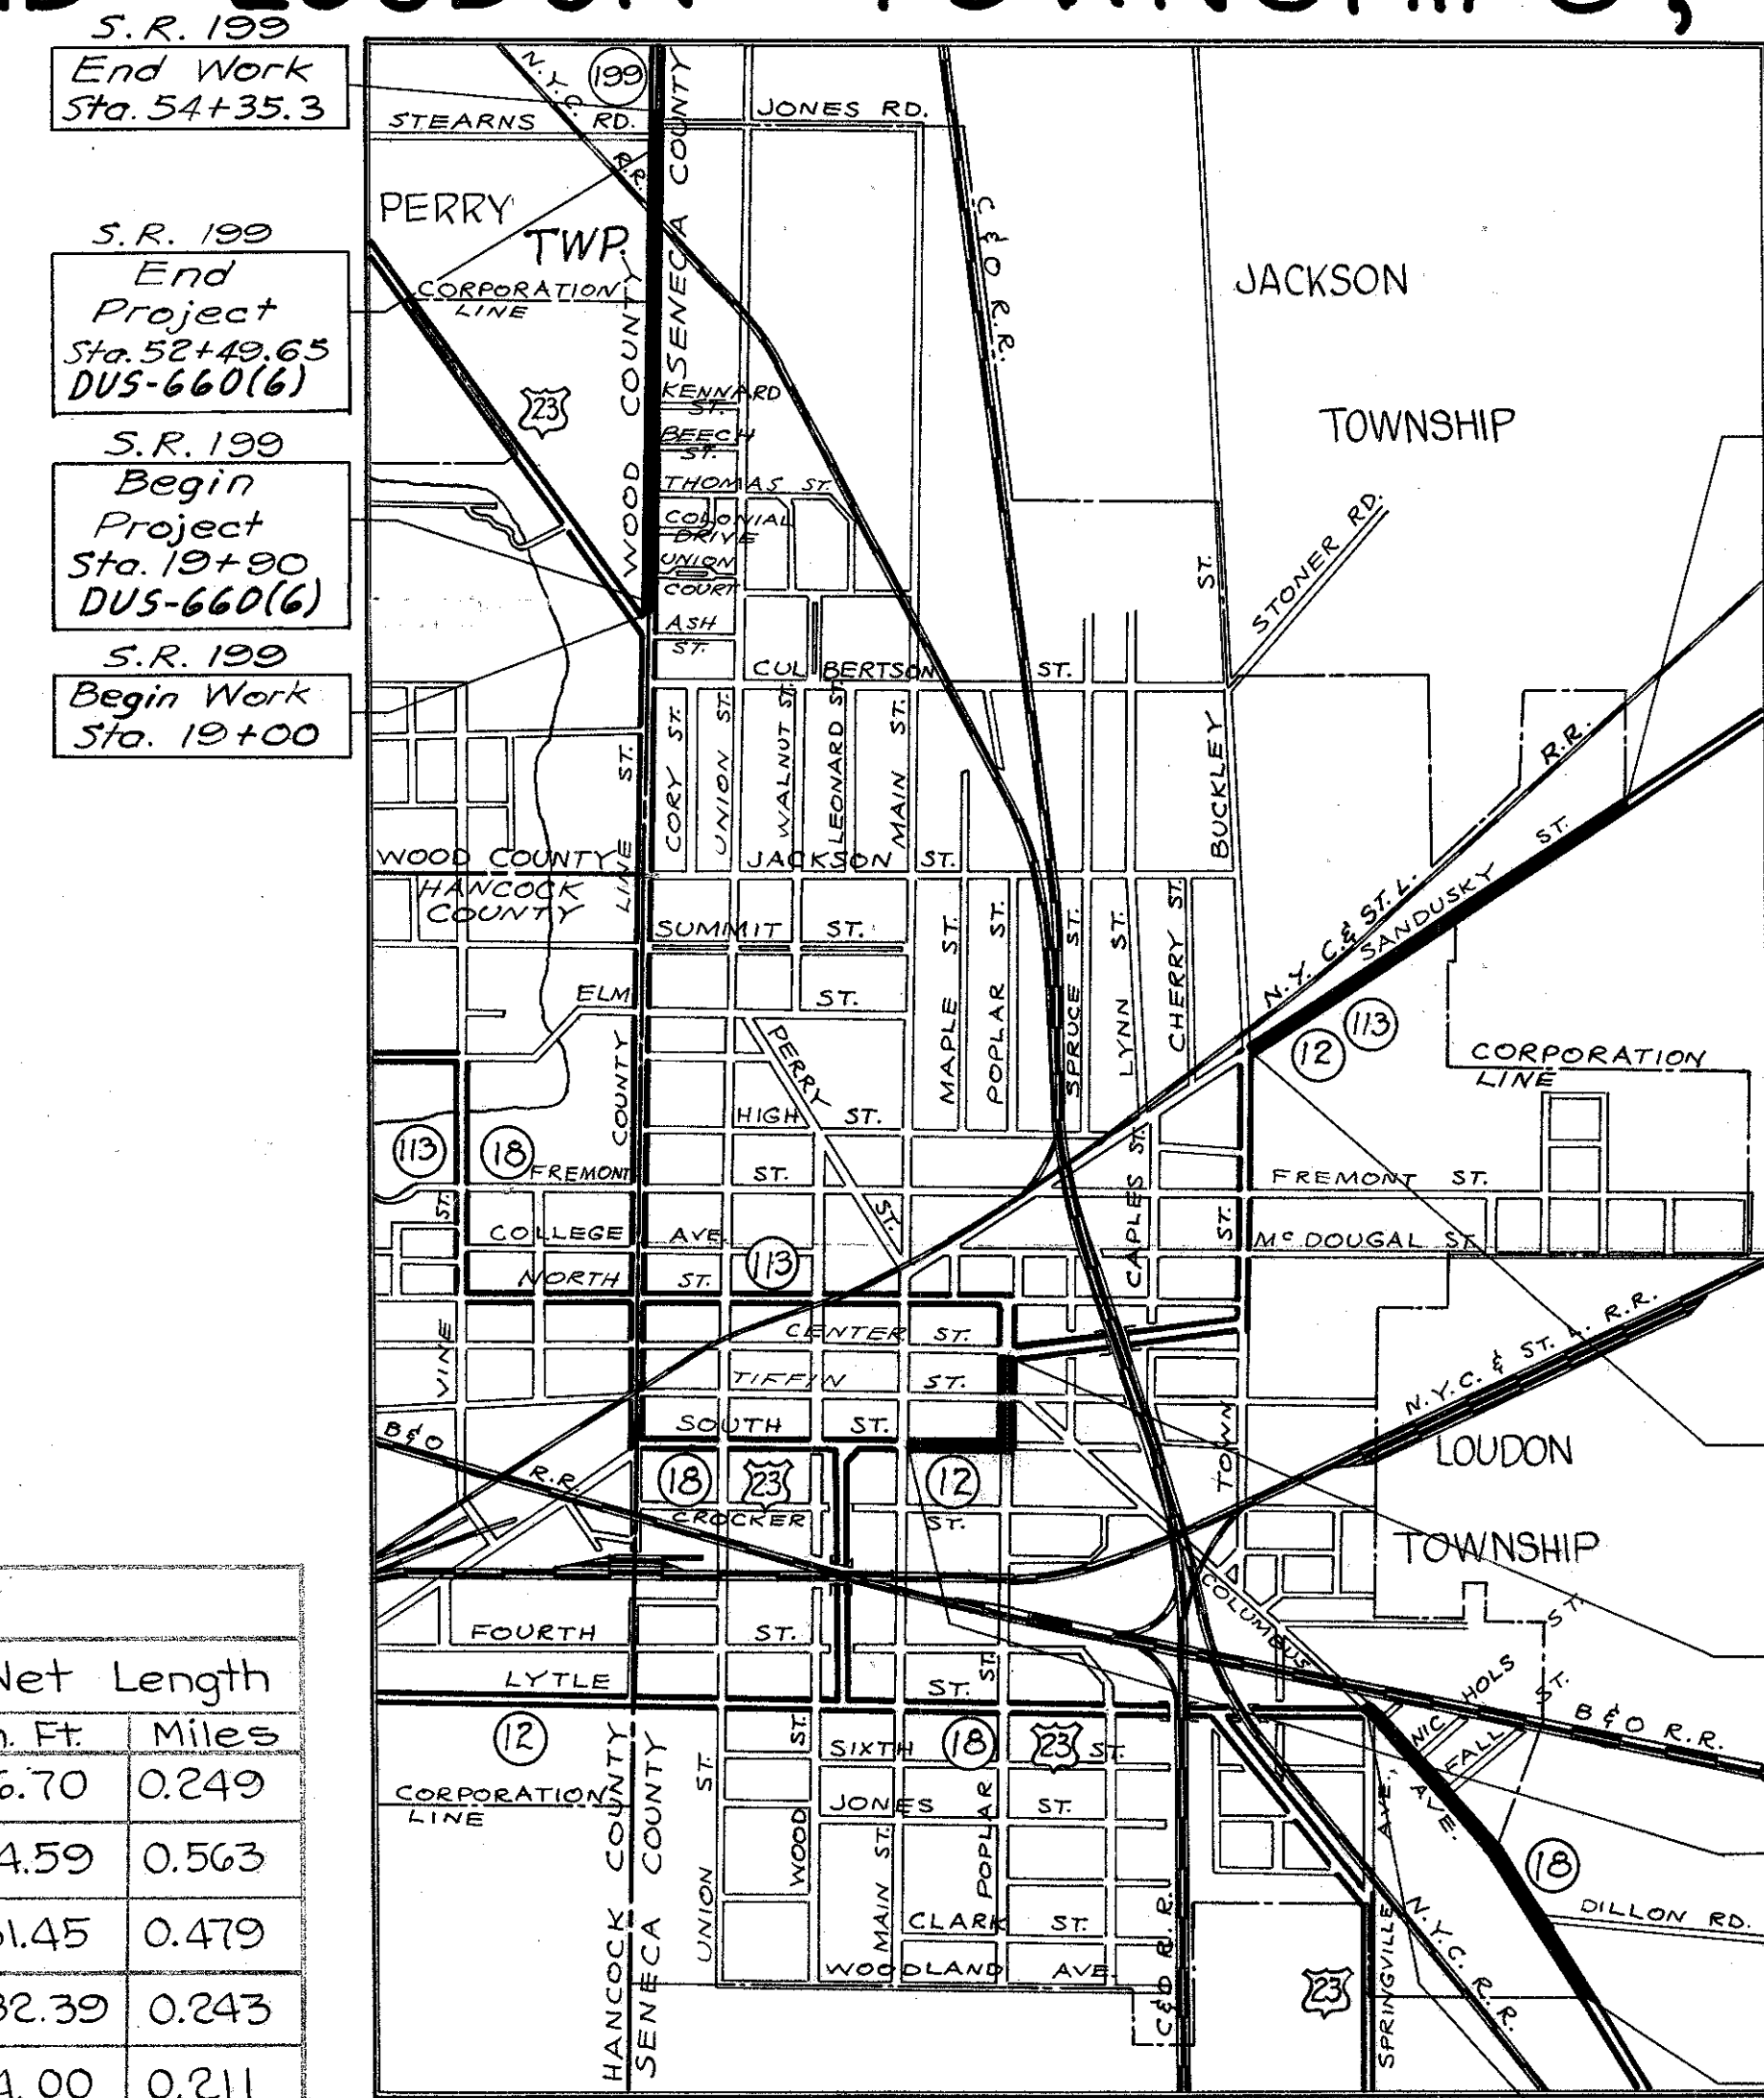 LOUDON TOWNSHIPS,
S.R. 199
End Work
Sta. 54+35.3
S.R. 199
End
Project
Sta. 52+49.65
DUS-660(6)
S.R. 199
Begin
Project
Sta. 19+90
DUS-660(6)
S.R. 199
Begin Work
Sta. 19+00
N.Y.C. R.R.
199
STEARNS RD.
JONES RD.
PERRY
TWP.
CORPORATION
LINE
WOOD COUNTY
SENECA COUNTY
C & O R.R.
JACKSON
TOWNSHIP
23
KENNARD
ST.
BEECH
ST.
THOMAS ST.
COLONIAL
DRIVE
UNION
COURT
ASH
ST.
CULBERTSON ST.
STONER RD.
BUCKLEY ST.
CORY ST.
UNION ST.
WALNUT ST.
LEONARD ST.
MAIN ST.
WOOD COUNTY
HANCOCK
COUNTY
COUNTY LINE ST.
JACKSON ST.
SUMMIT ST.
ELM ST.
PERRY ST.
MAPLE ST.
POPLAR ST.
SPRUCE ST.
LYNN ST.
CHERRY ST.
N.Y. C. & ST. L. R.R.
SANDUSKY ST.
12
113
CORPORATION
LINE
113
18
HIGH ST.
FREMONT ST.
FREMONT ST.
COLLEGE AVE.
CAPLES ST.
McDOUGAL ST.
NORTH ST.
113
VINE ST.
CENTER ST.
TIFFIN ST.
SOUTH ST.
TOWN ST.
N.Y.C. & ST. L. R.R.
B & O R.R.
18
23
12
CROCKER ST.
LOUDON
TOWNSHIP
COLUMBUS AVE.
FOURTH ST.
LYTLE ST.
12
NICHOLS ST.
FALL ST.
B & O R.R.
SIXTH ST.
18
23
CORPORATION
LINE
JONES ST.
HANCOCK COUNTY
SENECA COUNTY
UNION ST.
WOOD ST.
MAIN ST.
POPLAR ST.
CLARK ST.
WOODLAND AVE.
C & O R.R.
23
SPRINGVILLE AVE.
N.Y.C. R.R.
18
DILLON RD.
Net Length
Ft. Miles
6.70 0.249
4.59 0.563
51.45 0.479
32.39 0.243
4.00 0.211